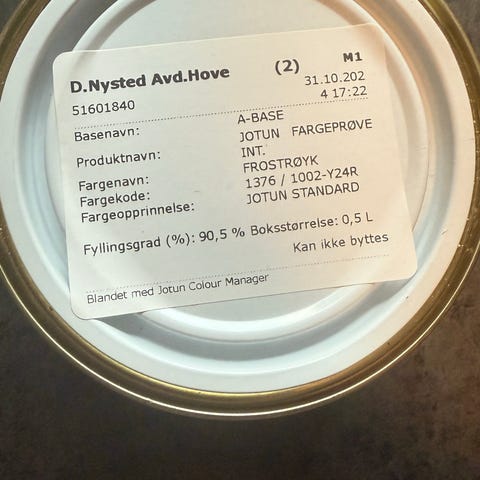 D.Nysted Avd.Hove (2) M1
51601840 31.10.202
4 17:22
Basenavn: A-BASE
Produktnavn: JOTUN FARGEPRØVE
INT.
Fargenavn: FROSTRØYK
Fargekode: 1376 / 1002-Y24R
Fargeopprinnelse: JOTUN STANDARD
Fyllingsgrad (%): 90,5 % Boksstørrelse: 0,5 L
Kan ikke byttes
Blandet med Jotun Colour Manager